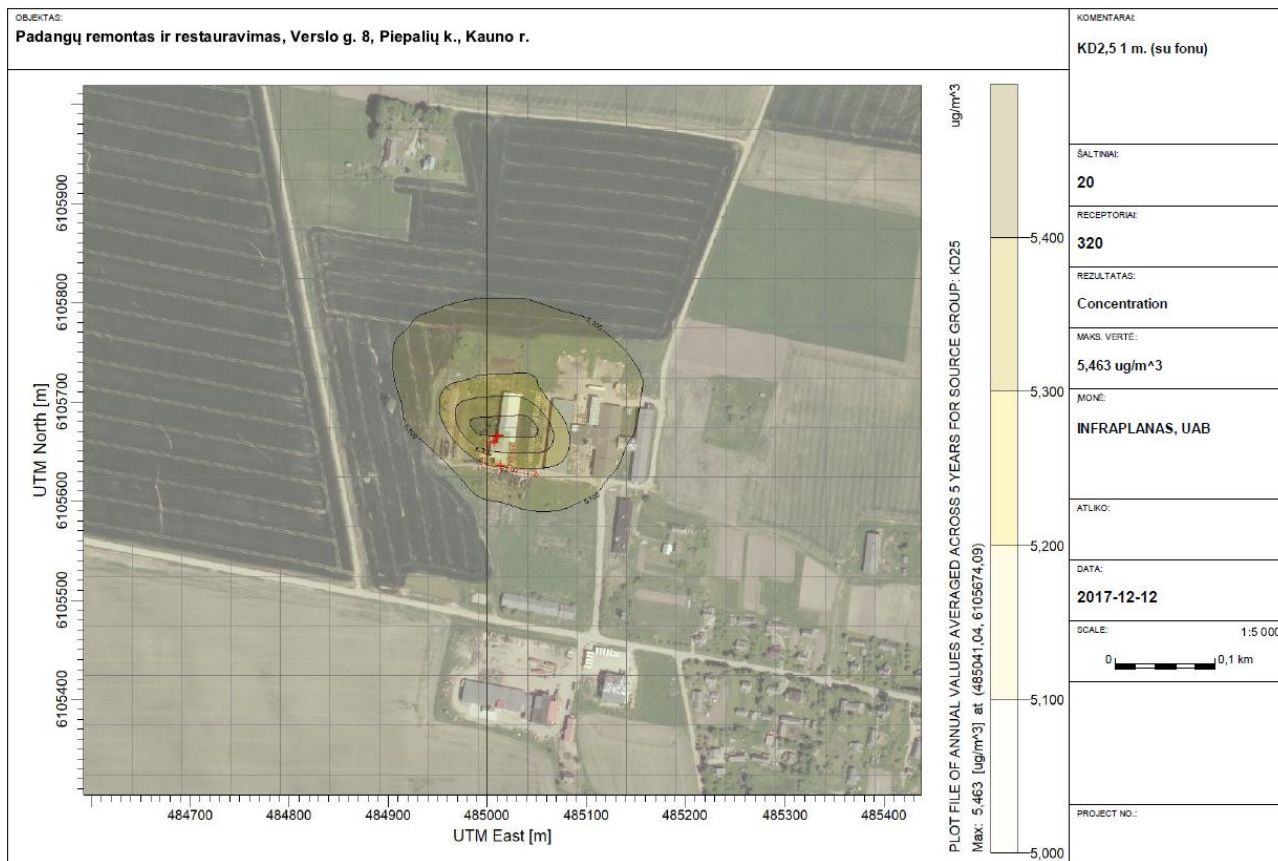 OBJEKTAS:
Padangų remontas ir restauravimas, Verslo g. 8, Piepalių k., Kauno r.
KOMENTARAI:
KD2,5 1 m. (su fonu)
ŠALTINIAI:
20
RECEPTORIAI:
320
REZULTATAS:
Concentration
MAKS. VERTĖ:
5,463 ug/m^3
ĮMONĖ:
INFRAPLANAS, UAB
ATLIKO:
DATA:
2017-12-12
SCALE:
1:5 000
0
0,1 km
PROJECT NO.:
UTM North [m]
6105900
6105800
6105700
6105600
6105500
6105400
5,100
5,100
5,100
484700
484800
484900
485000
485100
485200
485300
485400
UTM East [m]
PLOT FILE OF ANNUAL VALUES AVERAGED ACROSS 5 YEARS FOR SOURCE GROUP: KD25
Max: 5,463 [ug/m^3] at (485041,04, 6105674,09)
ug/m^3
5,400
5,300
5,200
5,100
5,000